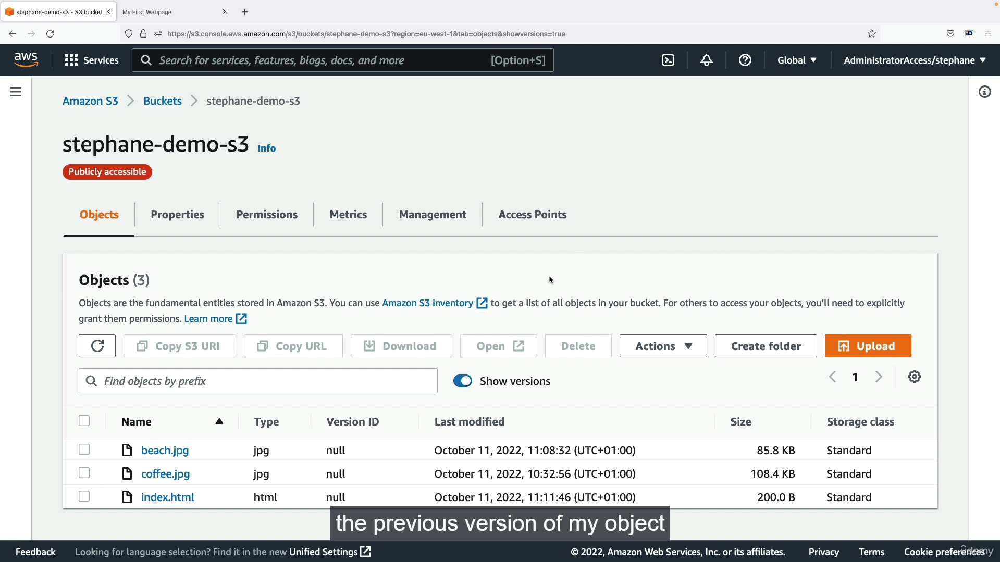 stephane-demo-s3 - S3 bucket
My First Webpage
https://s3.console.aws.amazon.com/s3/buckets/stephane-demo-s3?region=eu-west-1&tab=objects&showversions=true
aws
Services
Search for services, features, blogs, docs, and more
[Option+S]
Global
AdministratorAccess/stephane
Amazon S3
Buckets
stephane-demo-s3
stephane-demo-s3 Info
Publicly accessible
Objects
Properties
Permissions
Metrics
Management
Access Points
Objects (3)
Objects are the fundamental entities stored in Amazon S3. You can use Amazon S3 inventory to get a list of all objects in your bucket. For others to access your objects, you'll need to explicitly
grant them permissions. Learn more
Copy S3 URI
Copy URL
Download
Open
Delete
Actions
Create folder
Upload
Find objects by prefix
Show versions
1
Name Type Version ID Last modified Size Storage class
beach.jpg jpg null October 11, 2022, 11:08:32 (UTC+01:00) 85.8 KB Standard
coffee.jpg jpg null October 11, 2022, 10:32:56 (UTC+01:00) 108.4 KB Standard
index.html html null October 11, 2022, 11:11:46 (UTC+01:00) 200.0 B Standard
the previous version of my object
Feedback
Looking for language selection? Find it in the new Unified Settings
© 2022, Amazon Web Services, Inc. or its affiliates.
Privacy
Terms
Cookie preferences
udemy